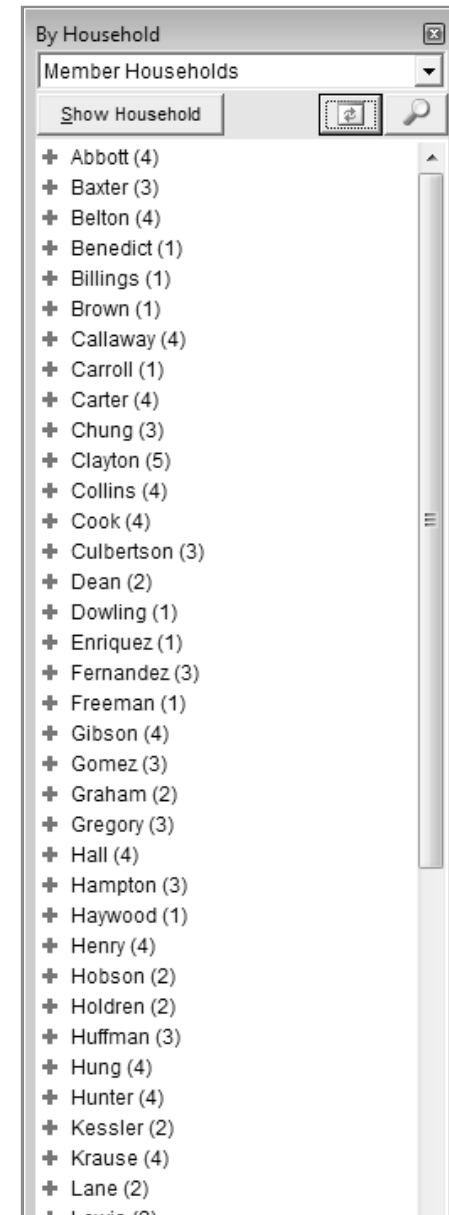 By Household
Member Households
Show Household
Abbott (4)
Baxter (3)
Belton (4)
Benedict (1)
Billings (1)
Brown (1)
Callaway (4)
Carroll (1)
Carter (4)
Chung (3)
Clayton (5)
Collins (4)
Cook (4)
Culbertson (3)
Dean (2)
Dowling (1)
Enriquez (1)
Fernandez (3)
Freeman (1)
Gibson (4)
Gomez (3)
Graham (2)
Gregory (3)
Hall (4)
Hampton (3)
Haywood (1)
Henry (4)
Hobson (2)
Holdren (2)
Huffman (3)
Hung (4)
Hunter (4)
Kessler (2)
Krause (4)
Lane (2)